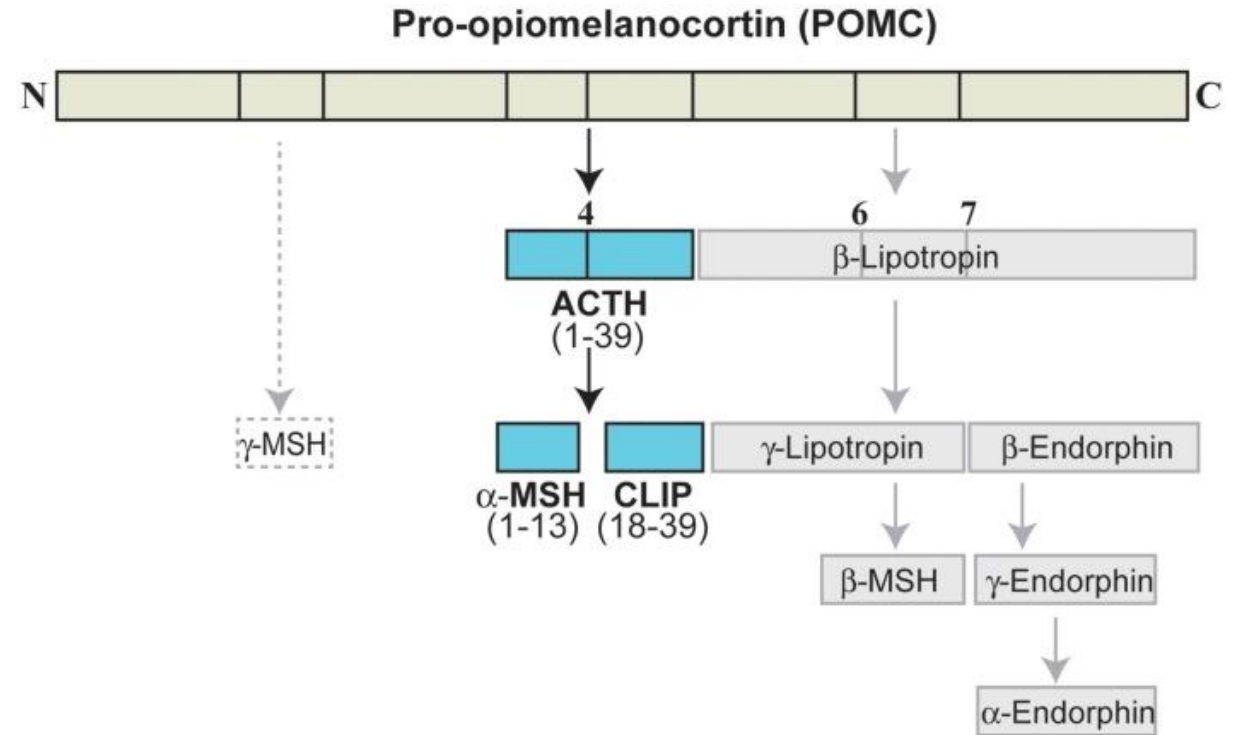 Pro-opiomelanocortin (POMC)
N
C
4
6
7
β-Lipotropin
ACTH
(1-39)
γ-MSH
γ-Lipotropin
β-Endorphin
α-MSH
CLIP
(1-13)
(18-39)
β-MSH
γ-Endorphin
α-Endorphin